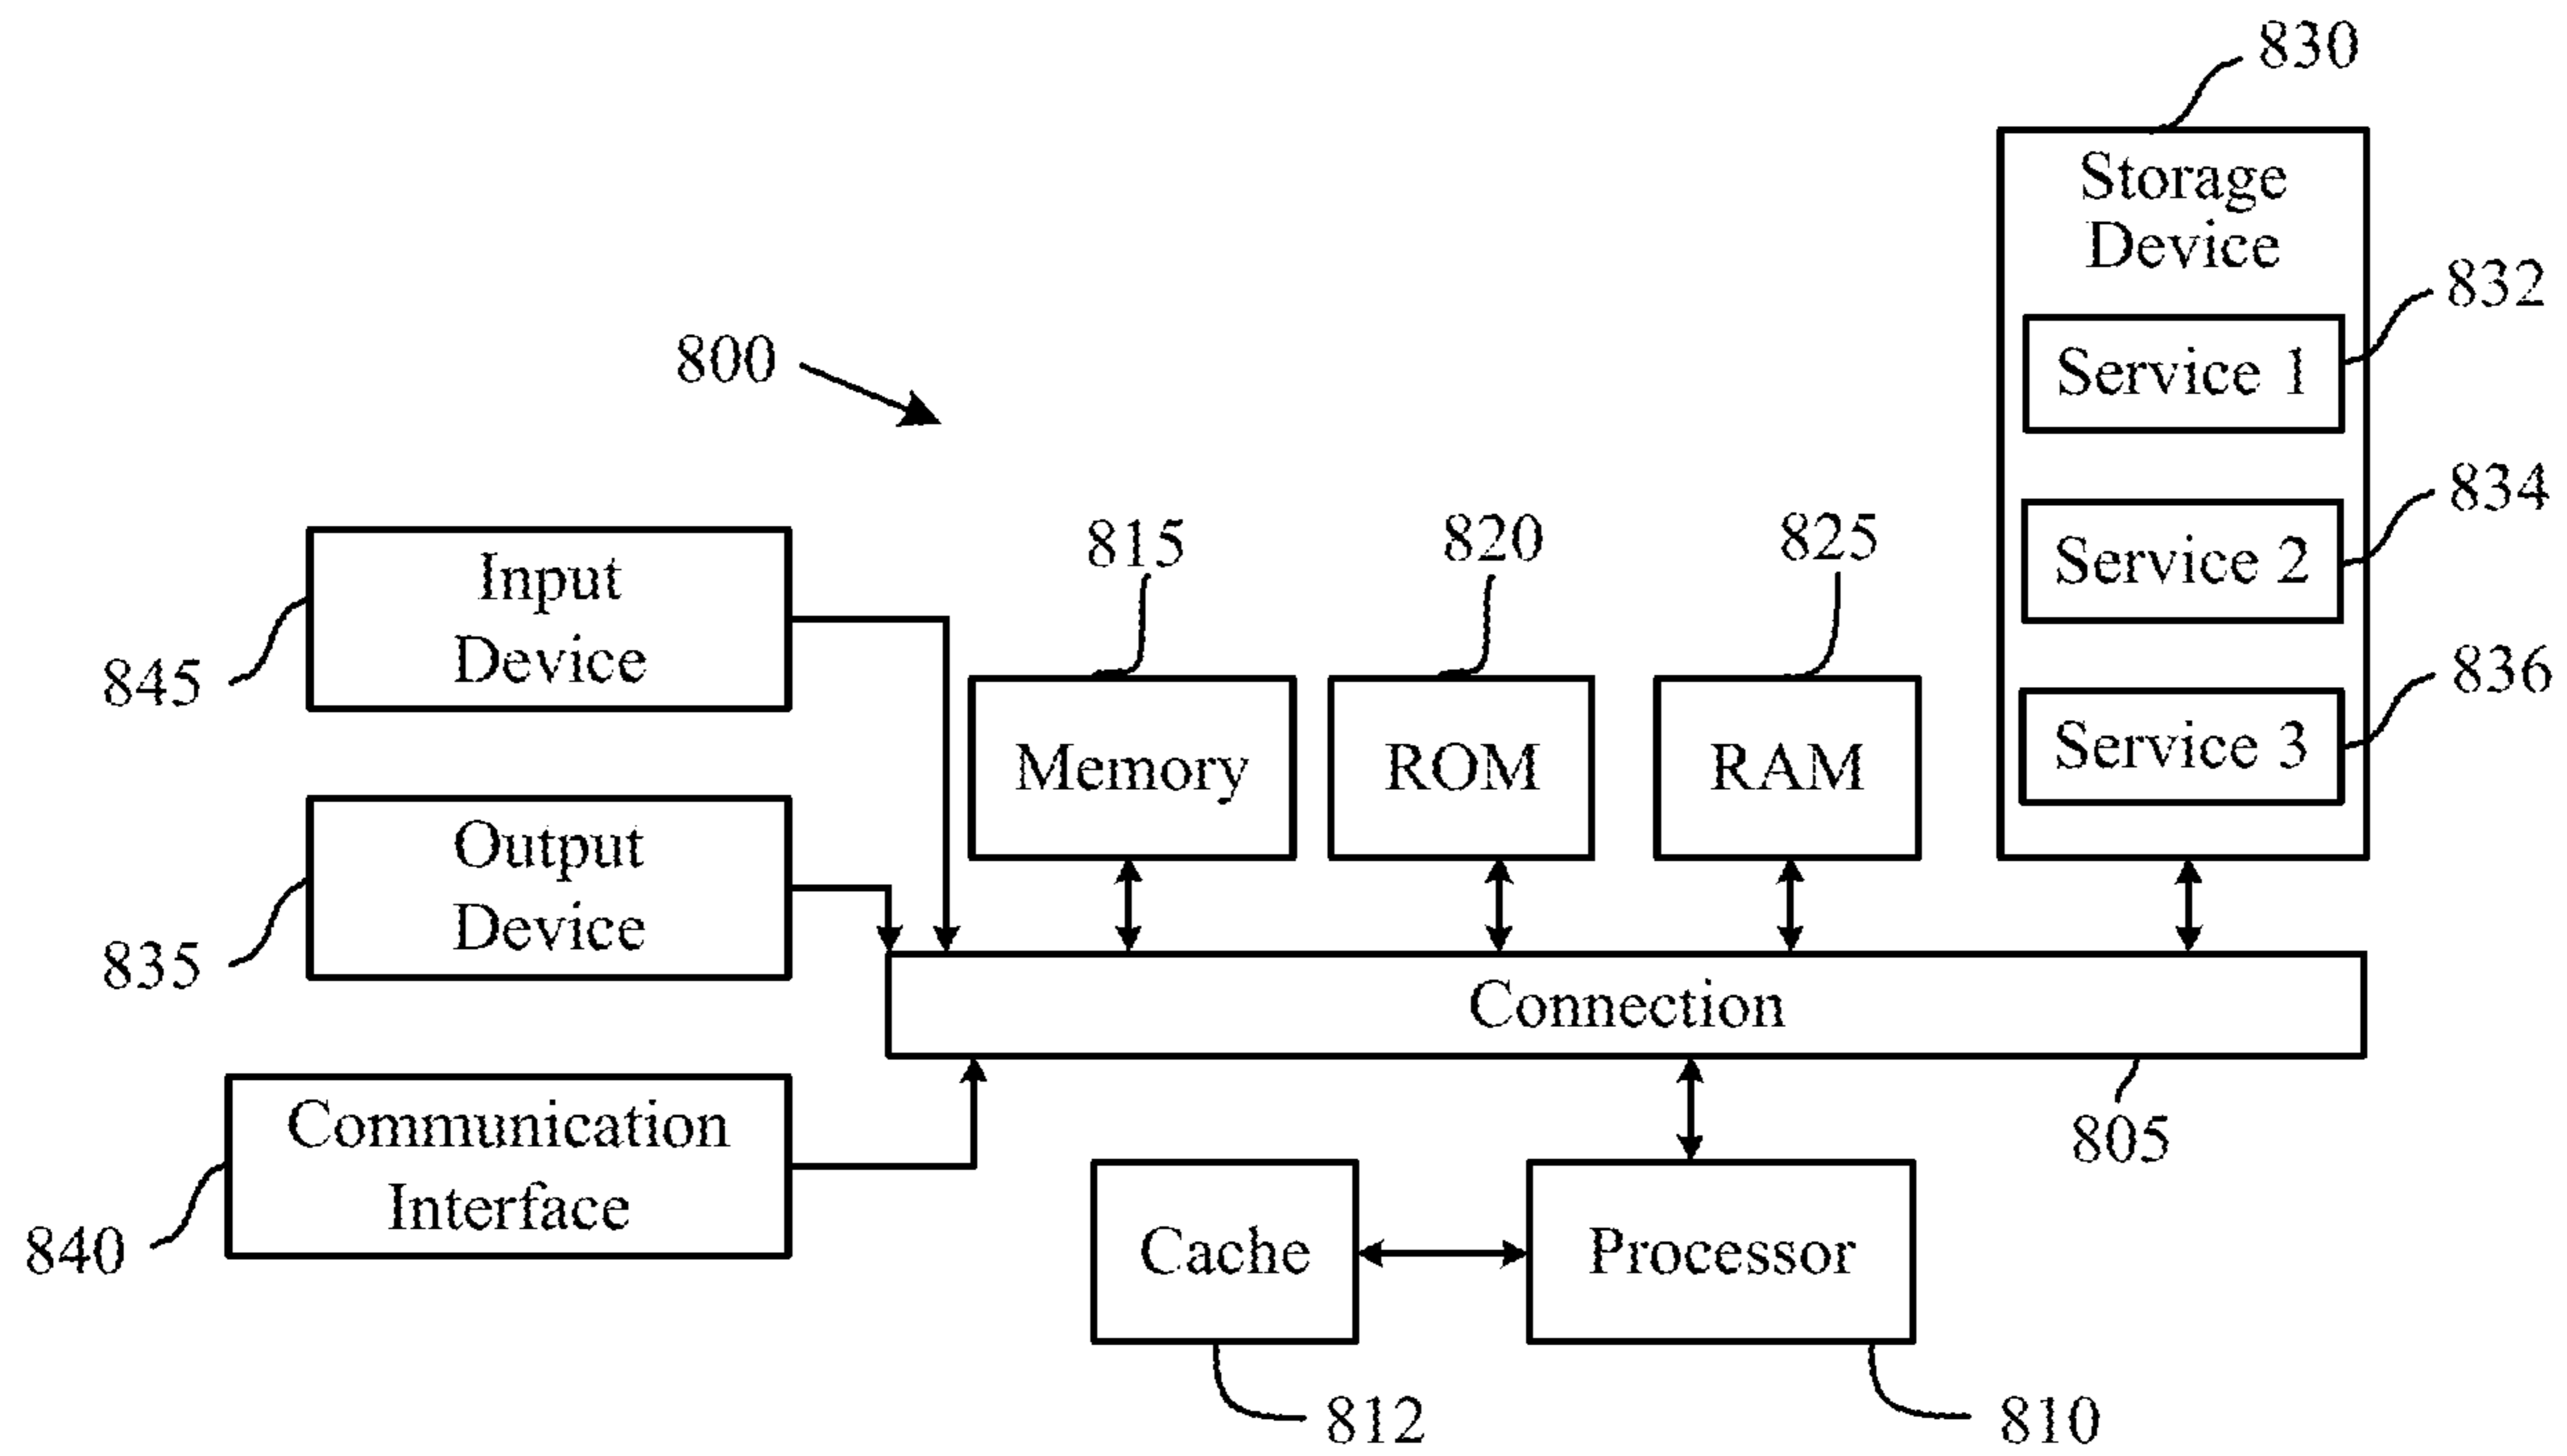 830
Storage
Device
832
Service 1
800
834
Service 2
815
820
825
Input
Device
845
836
Service 3
Memory
ROM
RAM
Output
Device
835
Connection
Communication
Interface
805
840
Cache
Processor
812
810